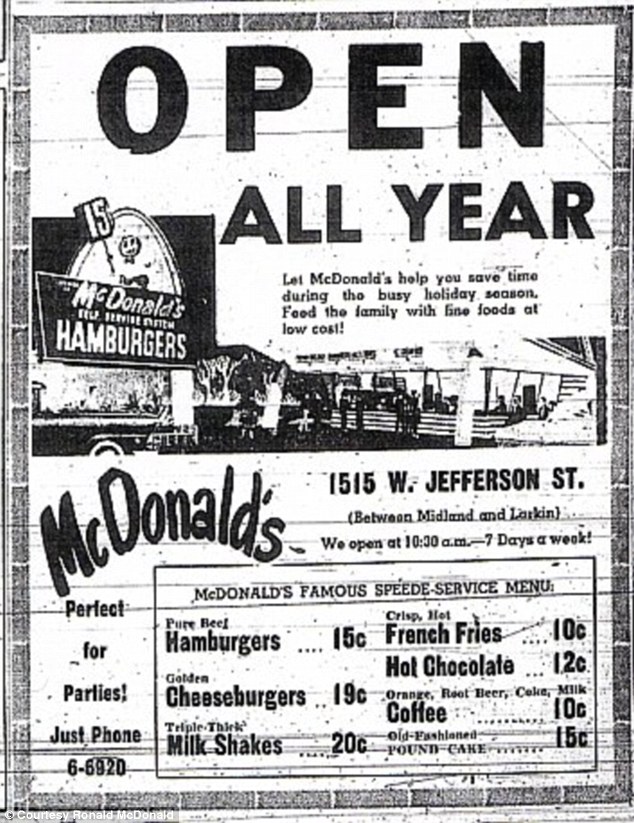 OPEN
ALL YEAR
Let McDonald's help you save time
during the busy holiday season.
Feed the family with fine foods at
low cost!
15
McDonald's
SELF SERVICE SYSTEM
HAMBURGERS
McDonald's
1515 W. JEFFERSON ST.
(Between Midland and Larkin)
We open at 10:30 a.m.—7 Days a week!
Perfect
for
Parties!
Just Phone
6-6920
McDONALD'S FAMOUS SPEEDE-SERVICE MENU:
Pure Beef
Hamburgers .... 15c
Golden
Cheeseburgers .. 19c
Triple-Thick
Milk Shakes ..... 20c
Crisp, Hot
French Fries .... 10c
Hot Chocolate ... 12c
Orange, Root Beer, Coke, Milk
Coffee .......... 10c
Old-Fashioned
POUND CAKE ....... 15c
© Courtesy Ronald McDonald